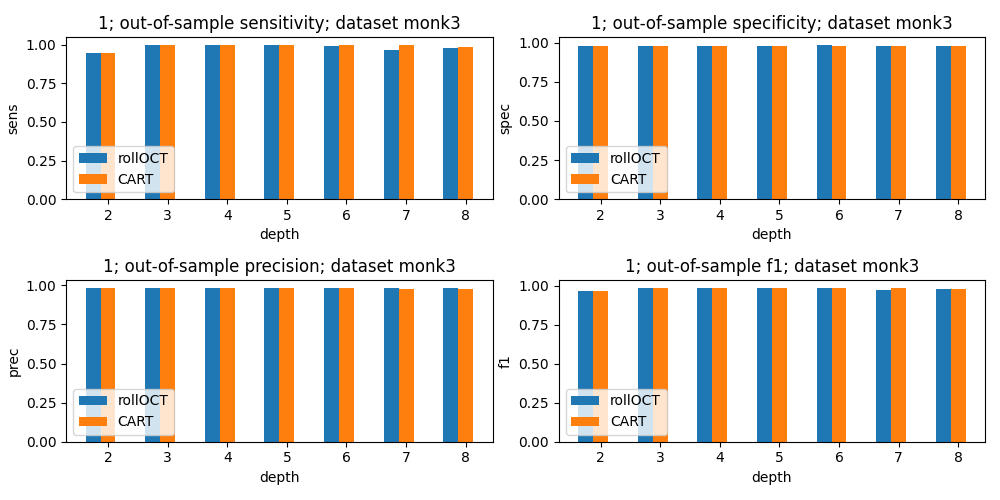 1; out-of-sample sensitivity; dataset monk3
1.00
0.75
0.50
0.25
0.00
sens
rollOCT
CART
2 3 4 5 6 7 8
depth
1; out-of-sample specificity; dataset monk3
1.00
0.75
0.50
0.25
0.00
spec
rollOCT
CART
2 3 4 5 6 7 8
depth
1; out-of-sample precision; dataset monk3
1.00
0.75
0.50
0.25
0.00
prec
rollOCT
CART
2 3 4 5 6 7 8
depth
1; out-of-sample f1; dataset monk3
1.00
0.75
0.50
0.25
0.00
f1
rollOCT
CART
2 3 4 5 6 7 8
depth